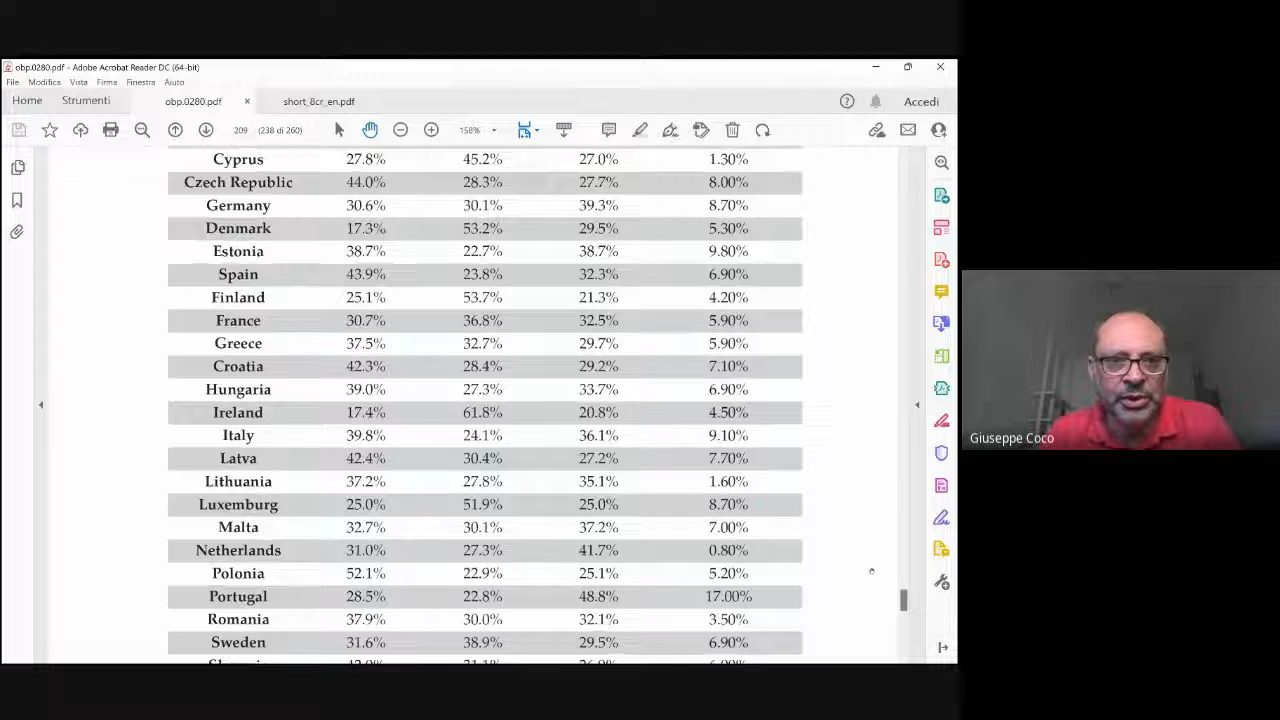 obp.0280.pdf - Adobe Acrobat Reader DC (64-bit)
File Modifica Vista Firma Finestra Aiuto
Home Strumenti obp.0280.pdf × short_8cr_en.pdf Accedi
209 (238 di 260) 158%
Cyprus 27.8% 45.2% 27.0% 1.30%
Czech Republic 44.0% 28.3% 27.7% 8.00%
Germany 30.6% 30.1% 39.3% 8.70%
Denmark 17.3% 53.2% 29.5% 5.30%
Estonia 38.7% 22.7% 38.7% 9.80%
Spain 43.9% 23.8% 32.3% 6.90%
Finland 25.1% 53.7% 21.3% 4.20%
France 30.7% 36.8% 32.5% 5.90%
Greece 37.5% 32.7% 29.7% 5.90%
Croatia 42.3% 28.4% 29.2% 7.10%
Hungaria 39.0% 27.3% 33.7% 6.90%
Ireland 17.4% 61.8% 20.8% 4.50%
Italy 39.8% 24.1% 36.1% 9.10%
Latva 42.4% 30.4% 27.2% 7.70%
Lithuania 37.2% 27.8% 35.1% 1.60%
Luxemburg 25.0% 51.9% 25.0% 8.70%
Malta 32.7% 30.1% 37.2% 7.00%
Netherlands 31.0% 27.3% 41.7% 0.80%
Polonia 52.1% 22.9% 25.1% 5.20%
Portugal 28.5% 22.8% 48.8% 17.00%
Romania 37.9% 30.0% 32.1% 3.50%
Sweden 31.6% 38.9% 29.5% 6.90%
Giuseppe Coco